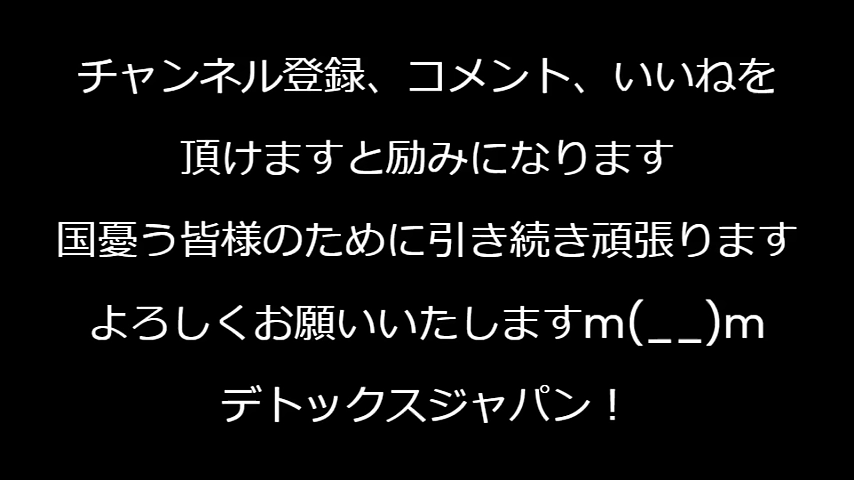 チャンネル登録、コメント、いいねを
頂けますと励みになります
国憂う皆様のために引き続き頑張ります
よろしくお願いいたしますm(__)m
デトックスジャパン！